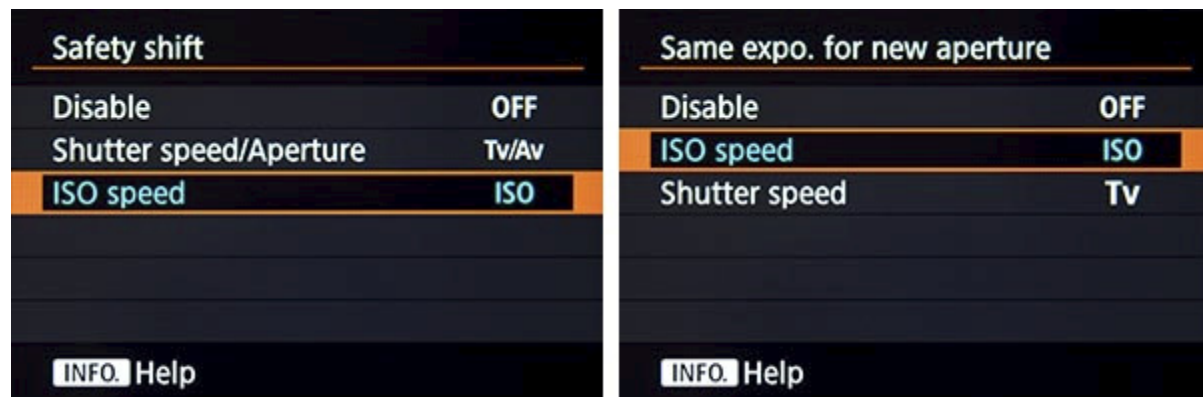 Safety shift
Disable OFF
Shutter speed/Aperture Tv/Av
ISO speed ISO
INFO. Help
Same expo. for new aperture
Disable OFF
ISO speed ISO
Shutter speed Tv
INFO. Help